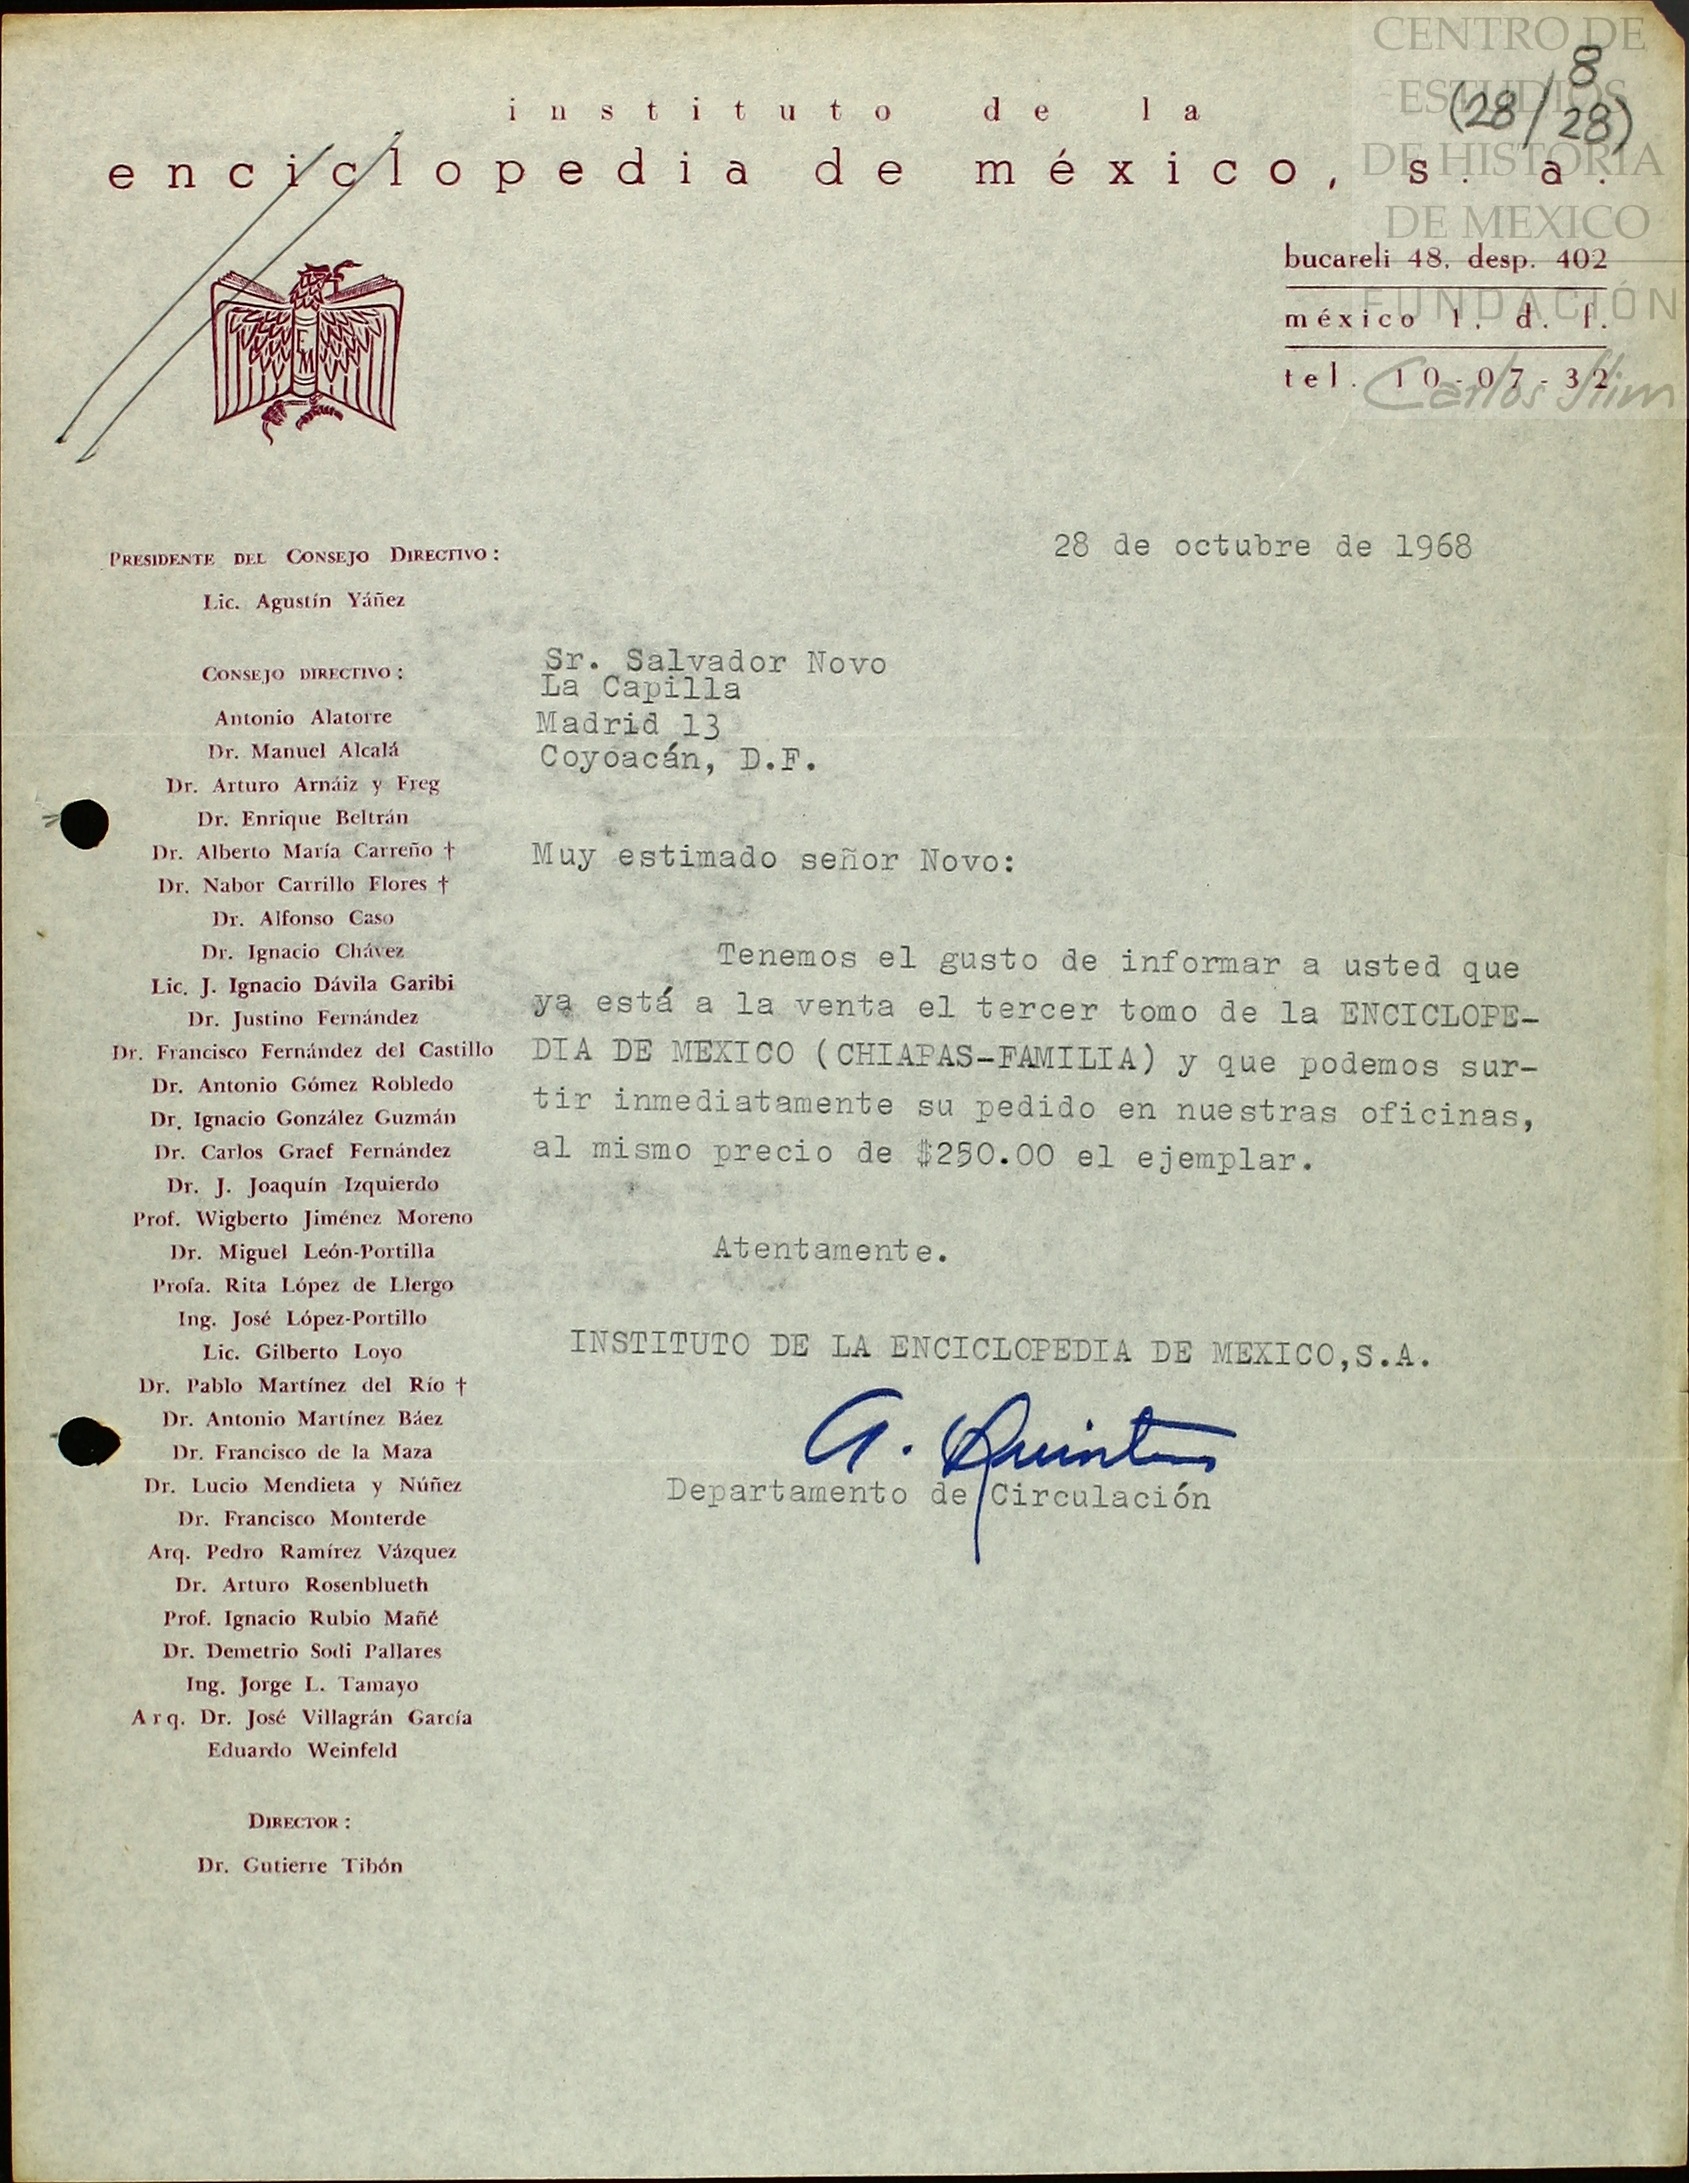 CENTRO DE
ESTUDIOS
DE HISTORIA
DE MEXICO
FUNDACIÓN
Carlos Slim
8
(28/28)
instituto de la
enciclopedia de méxico, s. a.
bucareli 48, desp. 402
méxico 1, d. f.
tel. 10-07-32
EM
28 de octubre de 1968
PRESIDENTE DEL CONSEJO DIRECTIVO:
Lic. Agustín Yáñez
CONSEJO DIRECTIVO:
Antonio Alatorre
Dr. Manuel Alcalá
Dr. Arturo Arnáiz y Freg
Dr. Enrique Beltrán
Dr. Alberto María Carreño †
Dr. Nabor Carrillo Flores †
Dr. Alfonso Caso
Dr. Ignacio Chávez
Lic. J. Ignacio Dávila Garibi
Dr. Justino Fernández
Dr. Francisco Fernández del Castillo
Dr. Antonio Gómez Robledo
Dr. Ignacio González Guzmán
Dr. Carlos Graef Fernández
Dr. J. Joaquín Izquierdo
Prof. Wigberto Jiménez Moreno
Dr. Miguel León-Portilla
Profa. Rita López de Llergo
Ing. José López-Portillo
Lic. Gilberto Loyo
Dr. Pablo Martínez del Río †
Dr. Antonio Martínez Báez
Dr. Francisco de la Maza
Dr. Lucio Mendieta y Núñez
Dr. Francisco Monterde
Arq. Pedro Ramírez Vázquez
Dr. Arturo Rosenblueth
Prof. Ignacio Rubio Mañé
Dr. Demetrio Sodi Pallares
Ing. Jorge L. Tamayo
Arq. Dr. José Villagrán García
Eduardo Weinfeld
DIRECTOR:
Dr. Gutierre Tibón
Sr. Salvador Novo
La Capilla
Madrid 13
Coyoacán, D.F.
Muy estimado señor Novo:
Tenemos el gusto de informar a usted que
ya está a la venta el tercer tomo de la ENCICLOPE-
DIA DE MEXICO (CHIAPAS-FAMILIA) y que podemos sur-
tir inmediatamente su pedido en nuestras oficinas,
al mismo precio de $250.00 el ejemplar.
Atentamente.
INSTITUTO DE LA ENCICLOPEDIA DE MEXICO,S.A.
Departamento de Circulación